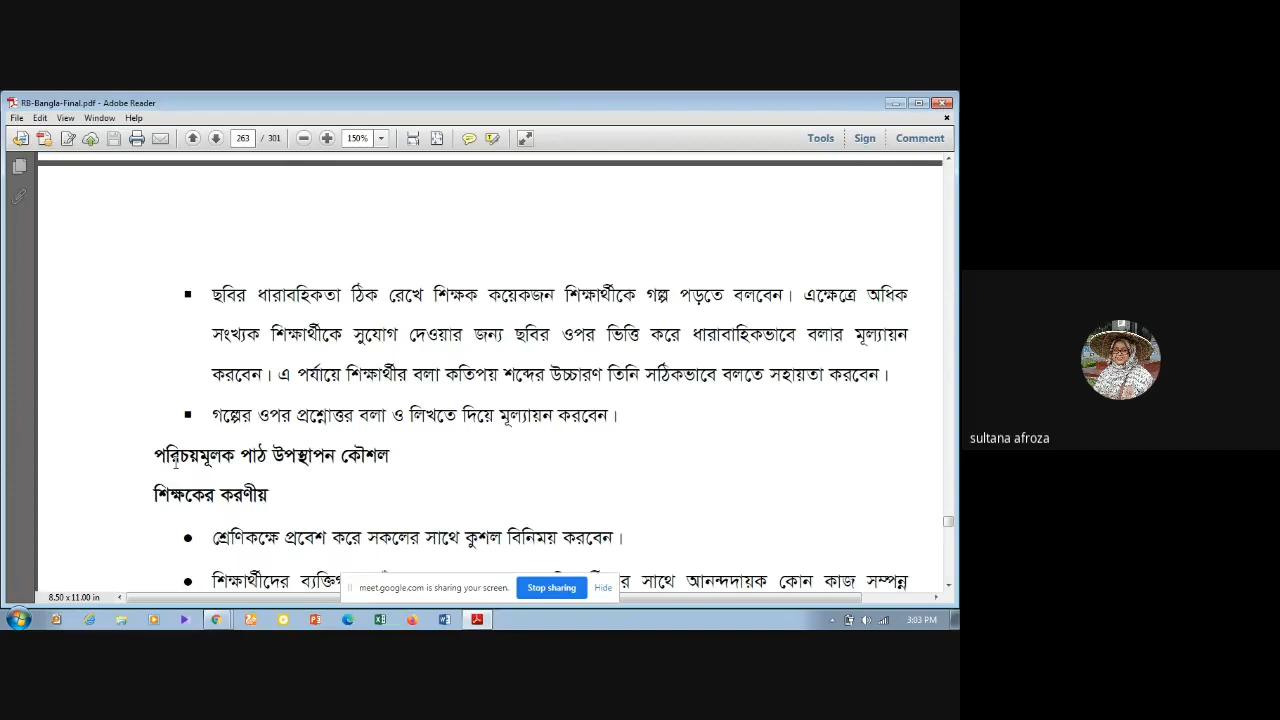 RB-Bangla-Final.pdf - Adobe Reader
File Edit View Window Help
263 / 301 150% Tools Sign Comment
ছবির ধারাবহিকতা ঠিক রেখে শিক্ষক কয়েকজন শিক্ষার্থীকে গল্প পড়তে বলবেন। এক্ষেত্রে অধিক
সংখ্যক শিক্ষার্থীকে সুযোগ দেওয়ার জন্য ছবির ওপর ভিত্তি করে ধারাবাহিকভাবে বলার মূল্যায়ন
করবেন। এ পর্যায়ে শিক্ষার্থীর বলা কতিপয় শব্দের উচ্চারণ তিনি সঠিকভাবে বলতে সহায়তা করবেন।
গল্পের ওপর প্রশ্নোত্তর বলা ও লিখতে দিয়ে মূল্যায়ন করবেন।
পরিচয়মূলক পাঠ উপস্থাপন কৌশল
শিক্ষকের করণীয়
শ্রেণিকক্ষে প্রবেশ করে সকলের সাথে কুশল বিনিময় করবেন।
শিক্ষার্থীদের সাথে আনন্দদায়ক কোন কাজ সম্পন্ন
meet.google.com is sharing your screen. Stop sharing Hide
8.50 x 11.00 in
3:03 PM
sultana afroza